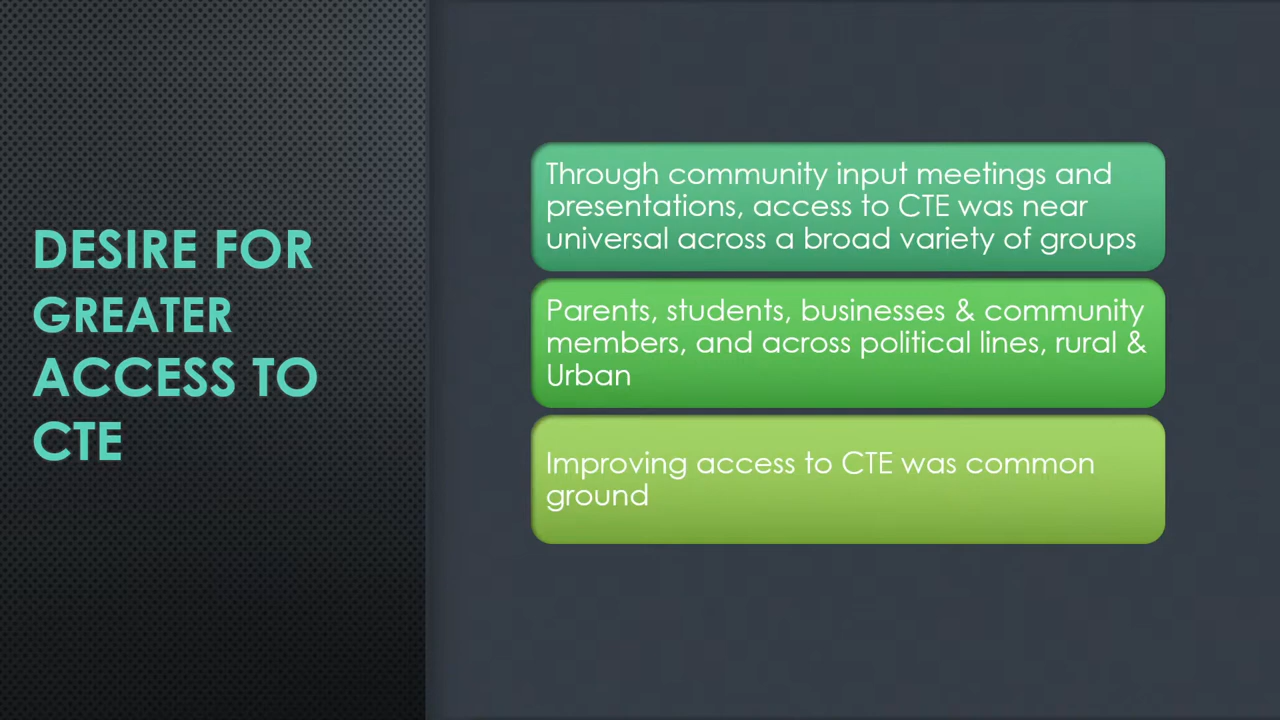 DESIRE FOR
GREATER
ACCESS TO
CTE
Through community input meetings and
presentations, access to CTE was near
universal across a broad variety of groups
Parents, students, businesses & community
members, and across political lines, rural &
Urban
Improving access to CTE was common
ground